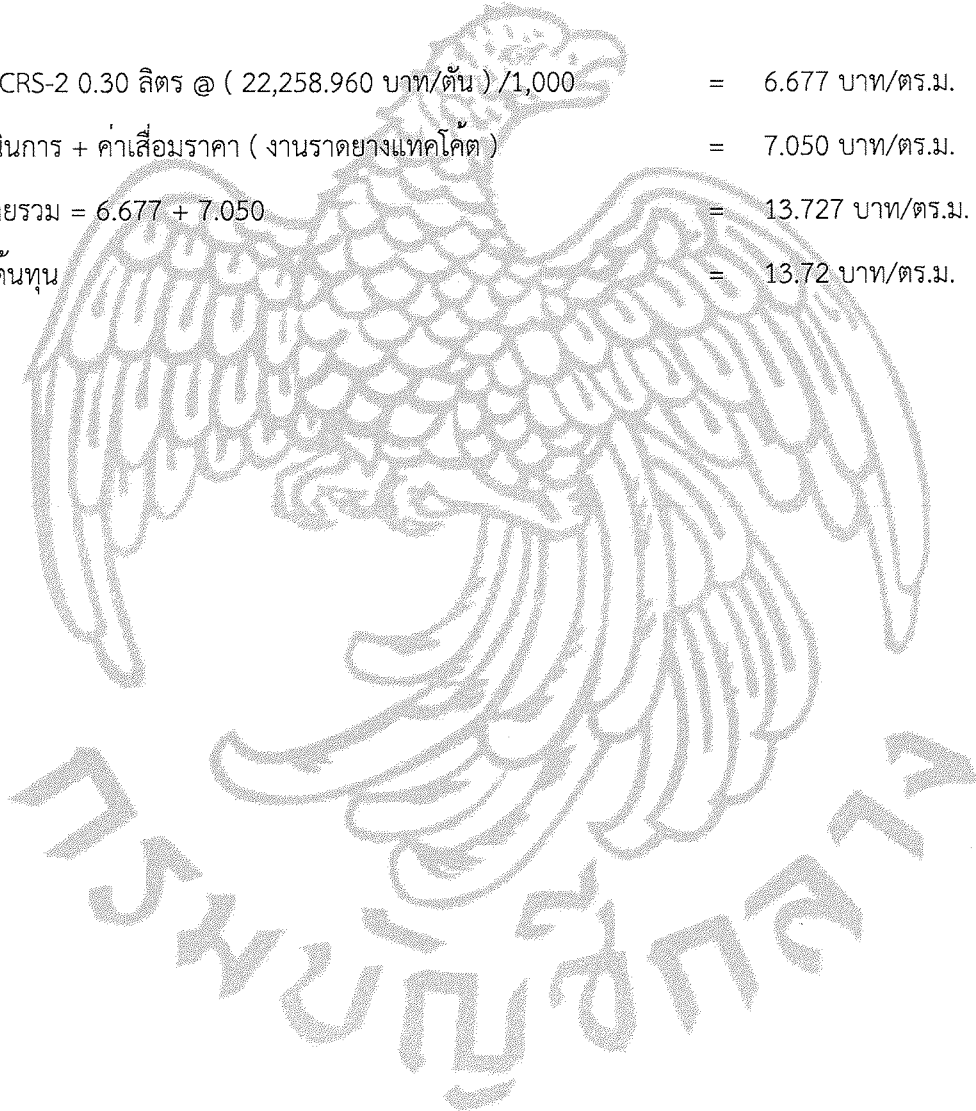 CRS-2 0.30 ลิตร @ ( 22,258.960 บาท/ตัน ) /1,000 = 6.677 บาท/ตร.ม.
นินการ + ค่าเสื่อมราคา ( งานราดยางแทคโค้ต ) = 7.050 บาท/ตร.ม.
ยรวม = 6.677 + 7.050 = 13.727 บาท/ตร.ม.
ต้นทุน = 13.72 บาท/ตร.ม.
กรมบัญชีกลาง